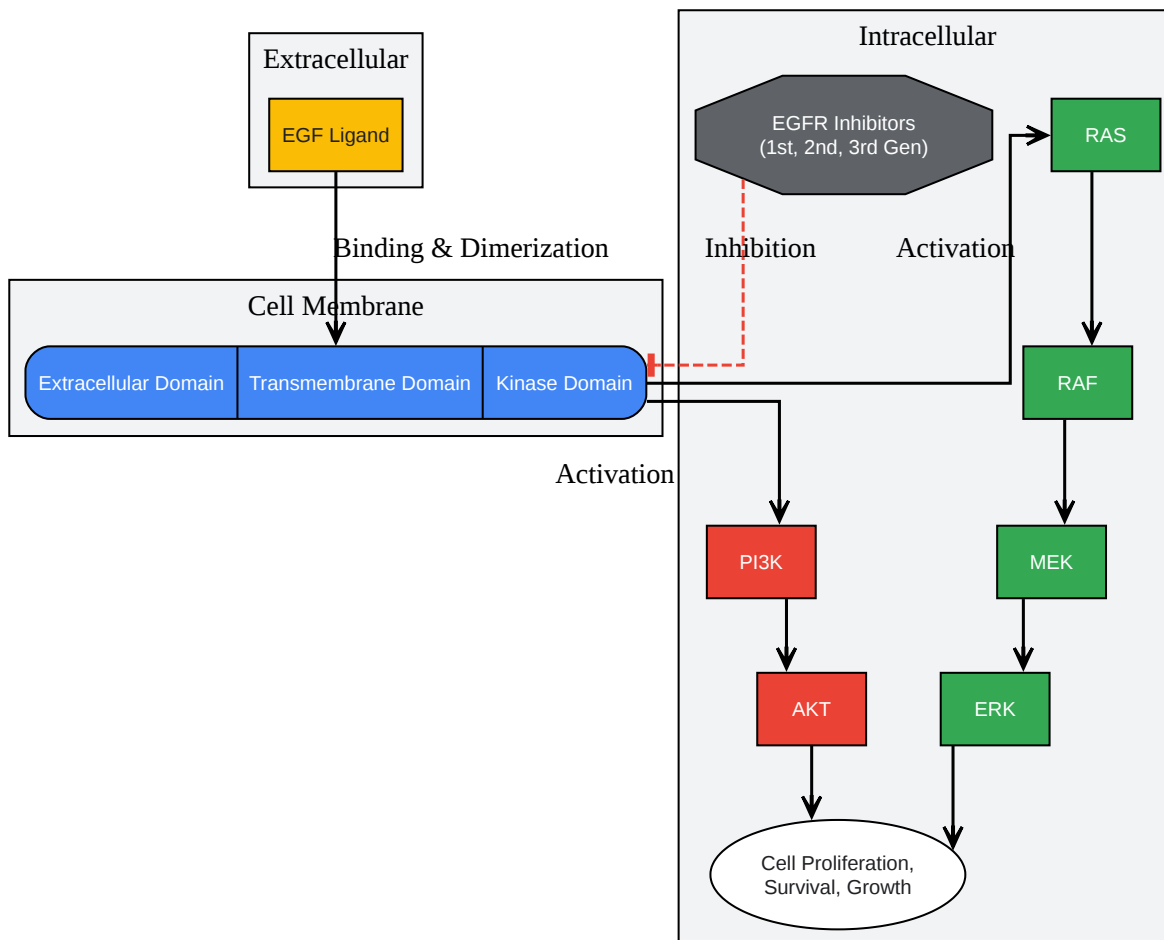 Extracellular
EGF Ligand
Binding & Dimerization
Cell Membrane
Extracellular Domain
Transmembrane Domain
Kinase Domain
Intracellular
EGFR Inhibitors
(1st, 2nd, 3rd Gen)
Inhibition
Activation
RAS
RAF
MEK
ERK
Activation
PI3K
AKT
Cell Proliferation,
Survival, Growth